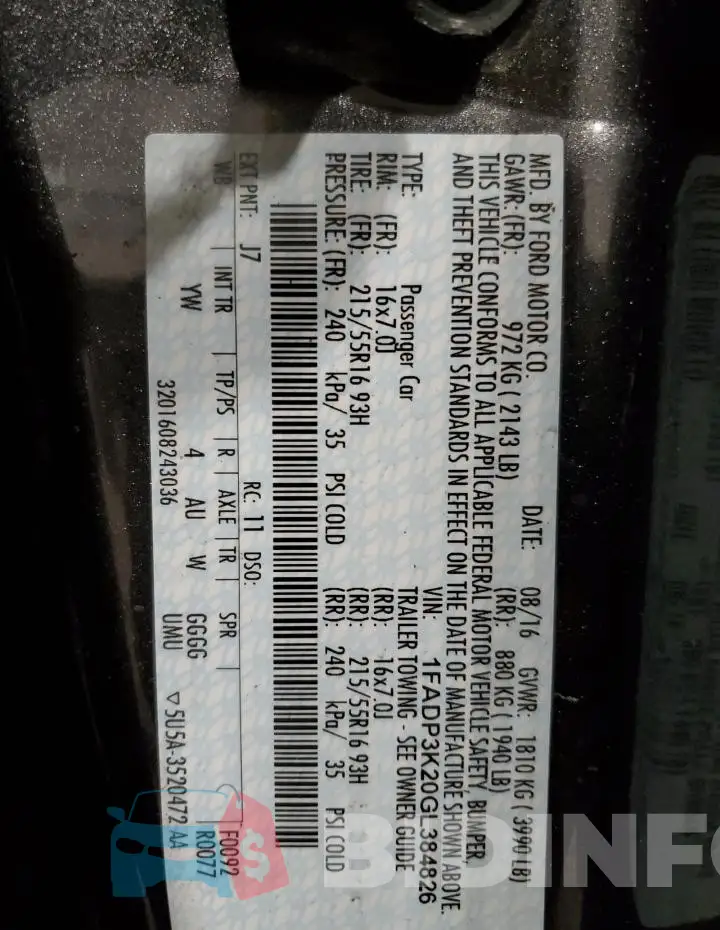 MFD. BY FORD MOTOR CO.
DATE: 08/16 GVWR: 1810 KG ( 3990 LB)
GAWR: (FR): 972 KG ( 2143 LB) (RR): 880 KG ( 1940 LB)
THIS VEHICLE CONFORMS TO ALL APPLICABLE FEDERAL MOTOR VEHICLE SAFETY, BUMPER,
AND THEFT PREVENTION STANDARDS IN EFFECT ON THE DATE OF MANUFACTURE SHOWN ABOVE.
VIN: 1FADP3K20GL384826
TYPE: Passenger Car TRAILER TOWING - SEE OWNER GUIDE
RIM: (FR): 16x7.0J (RR): 16x7.0J
TIRE: (FR): 215/55R16 93H (RR): 215/55R16 93H
PRESSURE: (FR): 240 kPa/ 35 PSI COLD (RR): 240 kPa/ 35 PSI COLD
EXT PNT: J7 RC: 11 DSO: F0092
R0077
WB | INT TR | TP/PS | R | AXLE | TR | SPR
YW 4 AU W GGGG
UMU
3201608243036 ▽ 5U5A-3520472 AA
BIDINFO